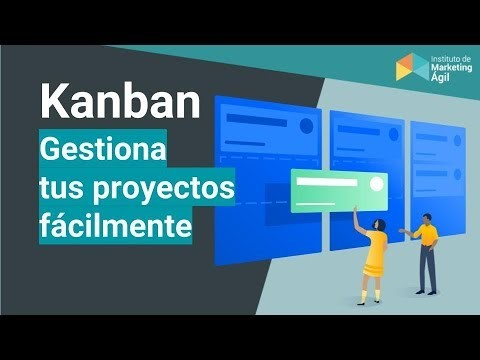 Instituto de
Marketing
Ágil
Kanban
Gestiona
tus proyectos
fácilmente